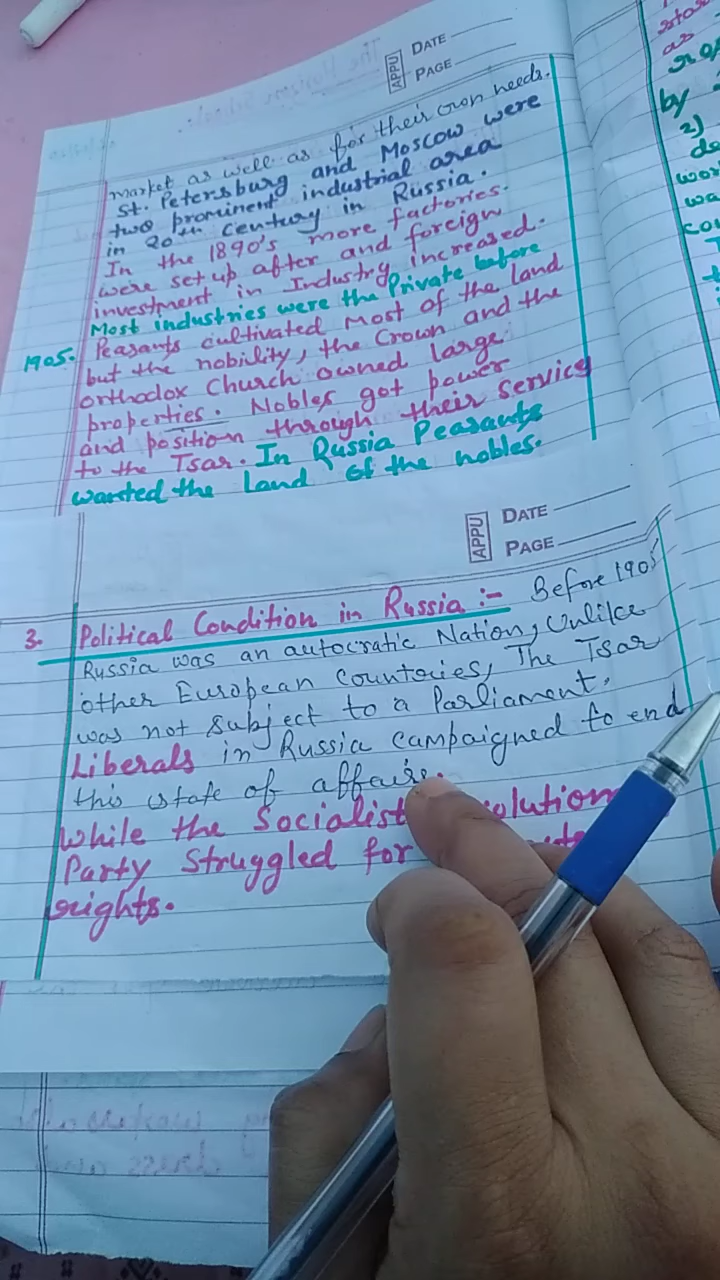 APPU DATE
PAGE
market as well as for their own needs.
St. Petersburg and Moscow were
two prominent industrial area
in 20th century in Russia.
In the 1890's more factories.
were set up after and foreign
investment in Industry increased.
Most industries were the Private before
1905. Peasants cultivated most of the land
but the nobility, the Crown and the
orthodox Church owned large
properties. Nobles got power
and position through their service
to the Tsar. In Russia Peasants
wanted the land of the nobles.
APPU DATE
PAGE
3. Political Condition in Russia :- Before 1905
Russia was an autocratic Nation, Unlike
other European Countries, The Tsar
was not subject to a Parliament.
Liberals in Russia campaigned to end
this state of affairs.
While the Socialist
Party Struggled for
rights.
by
2)